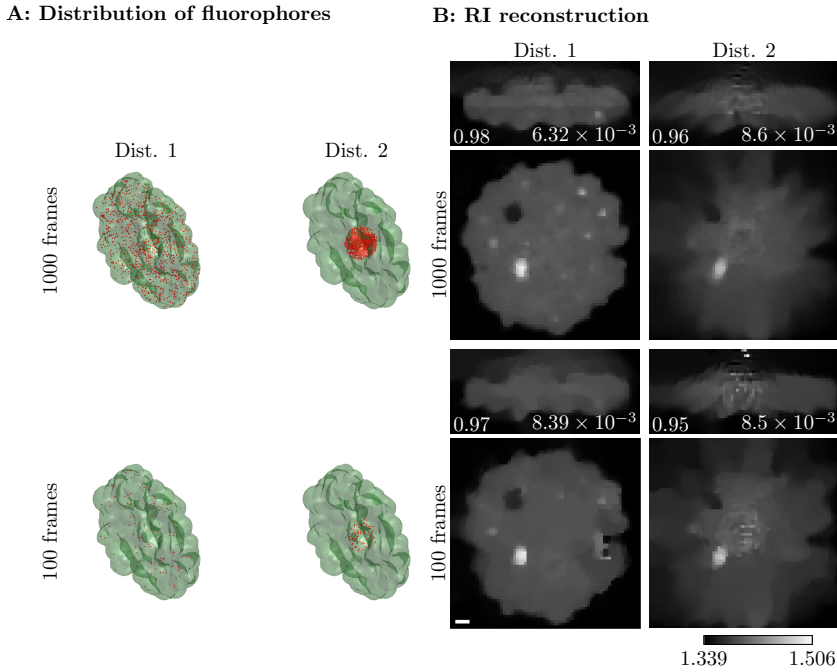 A: Distribution of fluorophores
B: RI reconstruction
Dist. 1
Dist. 2
1000 frames
100 frames
Dist. 1
Dist. 2
1000 frames
0.98
6.32 × 10⁻³
0.96
8.6 × 10⁻³
100 frames
0.97
8.39 × 10⁻³
0.95
8.5 × 10⁻³
1.339
1.506